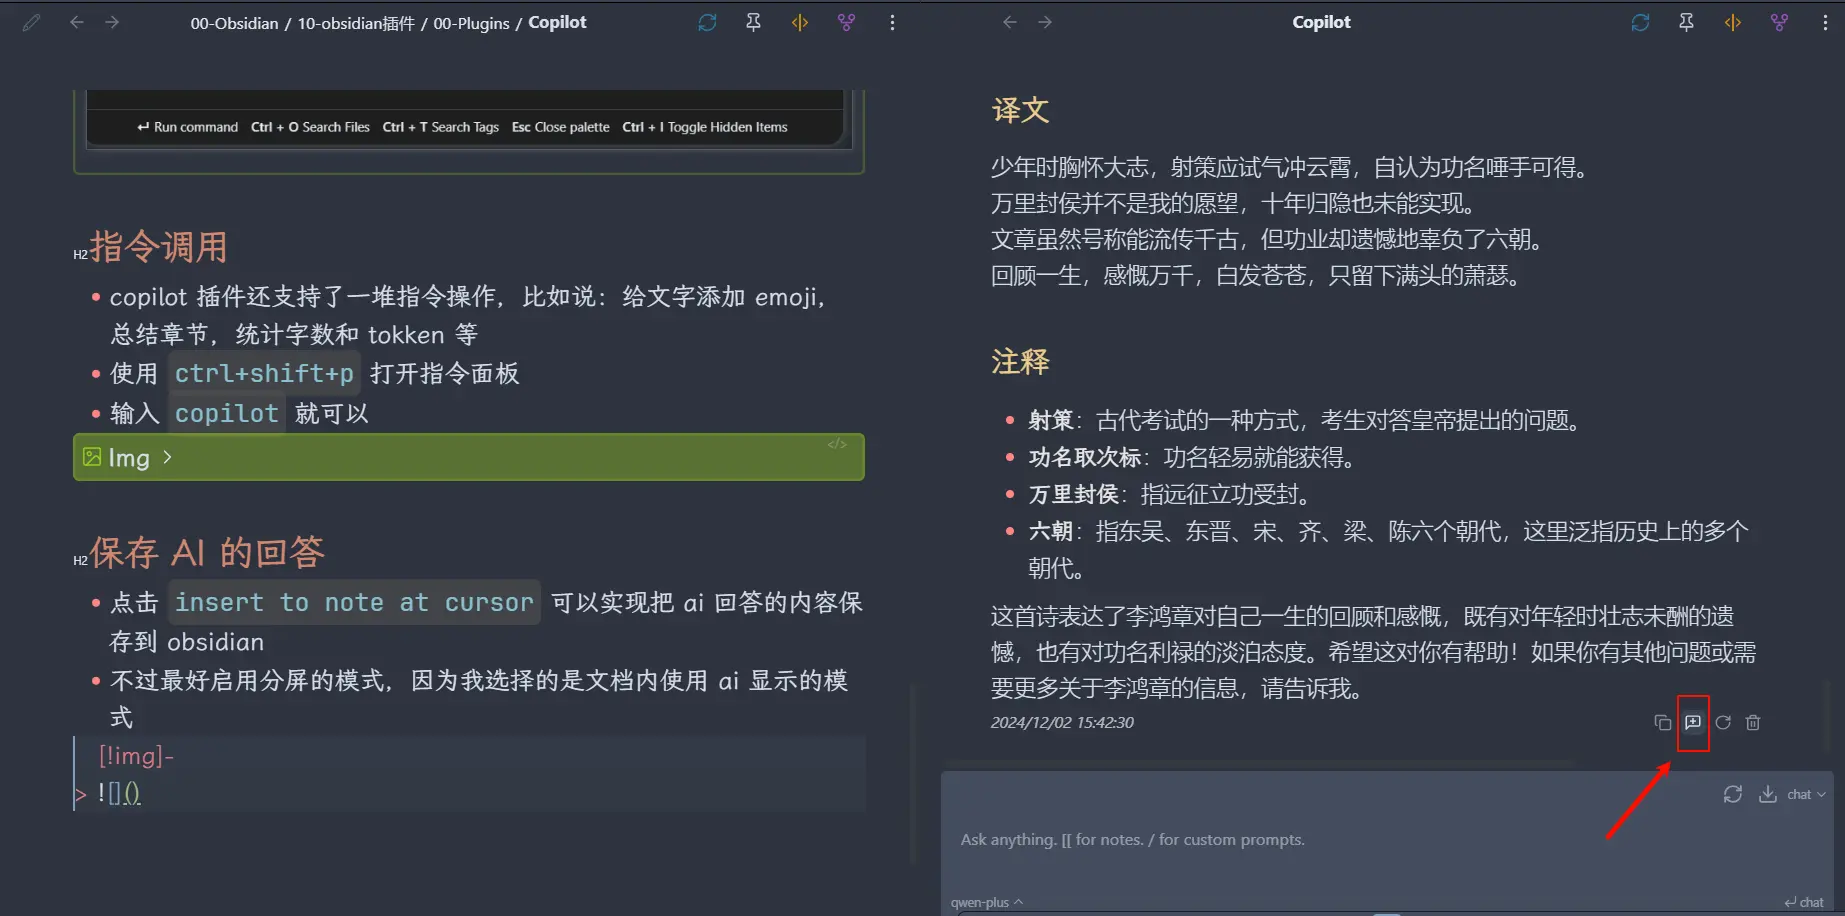 00-Obsidian / 10-obsidian插件 / 00-Plugins / Copilot
↵ Run command Ctrl + O Search Files Ctrl + T Search Tags Esc Close palette Ctrl + I Toggle Hidden Items
H2指令调用
copilot 插件还支持了一堆指令操作，比如说：给文字添加 emoji，
总结章节，统计字数和 tokken 等
使用 ctrl+shift+p 打开指令面板
输入 copilot 就可以
Img >
</>
H2保存 AI 的回答
点击 insert to note at cursor 可以实现把 ai 回答的内容保
存到 obsidian
不过最好启用分屏的模式，因为我选择的是文档内使用 ai 显示的模
式
[!img]-
> ![]()
Copilot
译文
少年时胸怀大志，射策应试气冲云霄，自认为功名唾手可得。
万里封侯并不是我的愿望，十年归隐也未能实现。
文章虽然号称能流传千古，但功业却遗憾地辜负了六朝。
回顾一生，感慨万千，白发苍苍，只留下满头的萧瑟。
注释
射策：古代考试的一种方式，考生对答皇帝提出的问题。
功名取次标：功名轻易就能获得。
万里封侯：指远征立功受封。
六朝：指东吴、东晋、宋、齐、梁、陈六个朝代，这里泛指历史上的多个
朝代。
这首诗表达了李鸿章对自己一生的回顾和感慨，既有对年轻时壮志未酬的遗
憾，也有对功名利禄的淡泊态度。希望这对你有帮助！如果你有其他问题或需
要更多关于李鸿章的信息，请告诉我。
2024/12/02 15:42:30
chat
Ask anything. [[ for notes. / for custom prompts.
qwen-plus
↵ chat